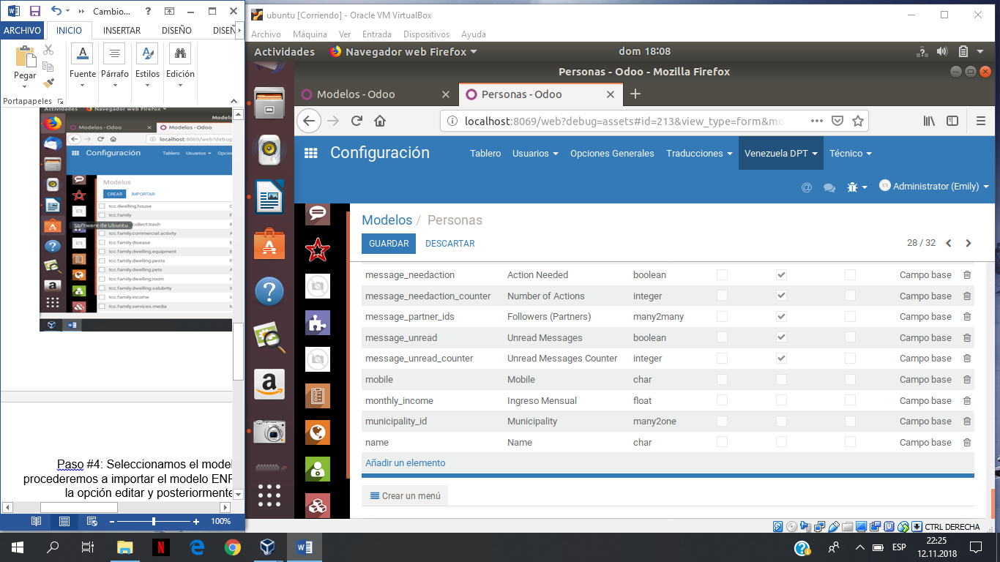 Cambio...
ARCHIVO INICIO INSERTAR DISEÑO DISEÑ
Pegar Fuente Párrafo Estilos Edición
Portapapeles
Actividades Navegador web Firefox
Modelos - Odoo Modelos - Odoo
Configuración Tablero Usuarios Opcio
Modelos
CREAR IMPORTAR
tcc.dwelling.house
tcc.family
Software de Ubuntu collect.trash
tcc.family.commercial.activity
tcc.family.disease
tcc.family.dwelling.equipment
tcc.family.dwelling.pests
tcc.family.dwelling.pets
tcc.family.dwelling.room
tcc.family.dwelling.salubrity
tcc.family.income
tcc.family.services.media
Paso #4: Seleccionamos el model
procederemos a importar el modelo ENF
la opción editar y posteriormente
100%
ubuntu [Corriendo] - Oracle VM VirtualBox
Archivo Máquina Ver Entrada Dispositivos Ayuda
Actividades Navegador web Firefox dom 18:08
Personas - Odoo - Mozilla Firefox
Modelos - Odoo Personas - Odoo
localhost:8069/web?debug=assets#id=213&view_type=form&mo
Configuración Tablero Usuarios Opciones Generales Traducciones Venezuela DPT Técnico
Administrator (Emily)
Modelos / Personas
GUARDAR DESCARTAR 28 / 32
message_needaction Action Needed boolean Campo base
message_needaction_counter Number of Actions integer Campo base
message_partner_ids Followers (Partners) many2many Campo base
message_unread Unread Messages boolean Campo base
message_unread_counter Unread Messages Counter integer Campo base
mobile Mobile char Campo base
monthly_income Ingreso Mensual float Campo base
municipality_id Municipality many2one Campo base
name Name char Campo base
Añadir un elemento
Crear un menú
CTRL DERECHA
ESP 22:25
12.11.2018